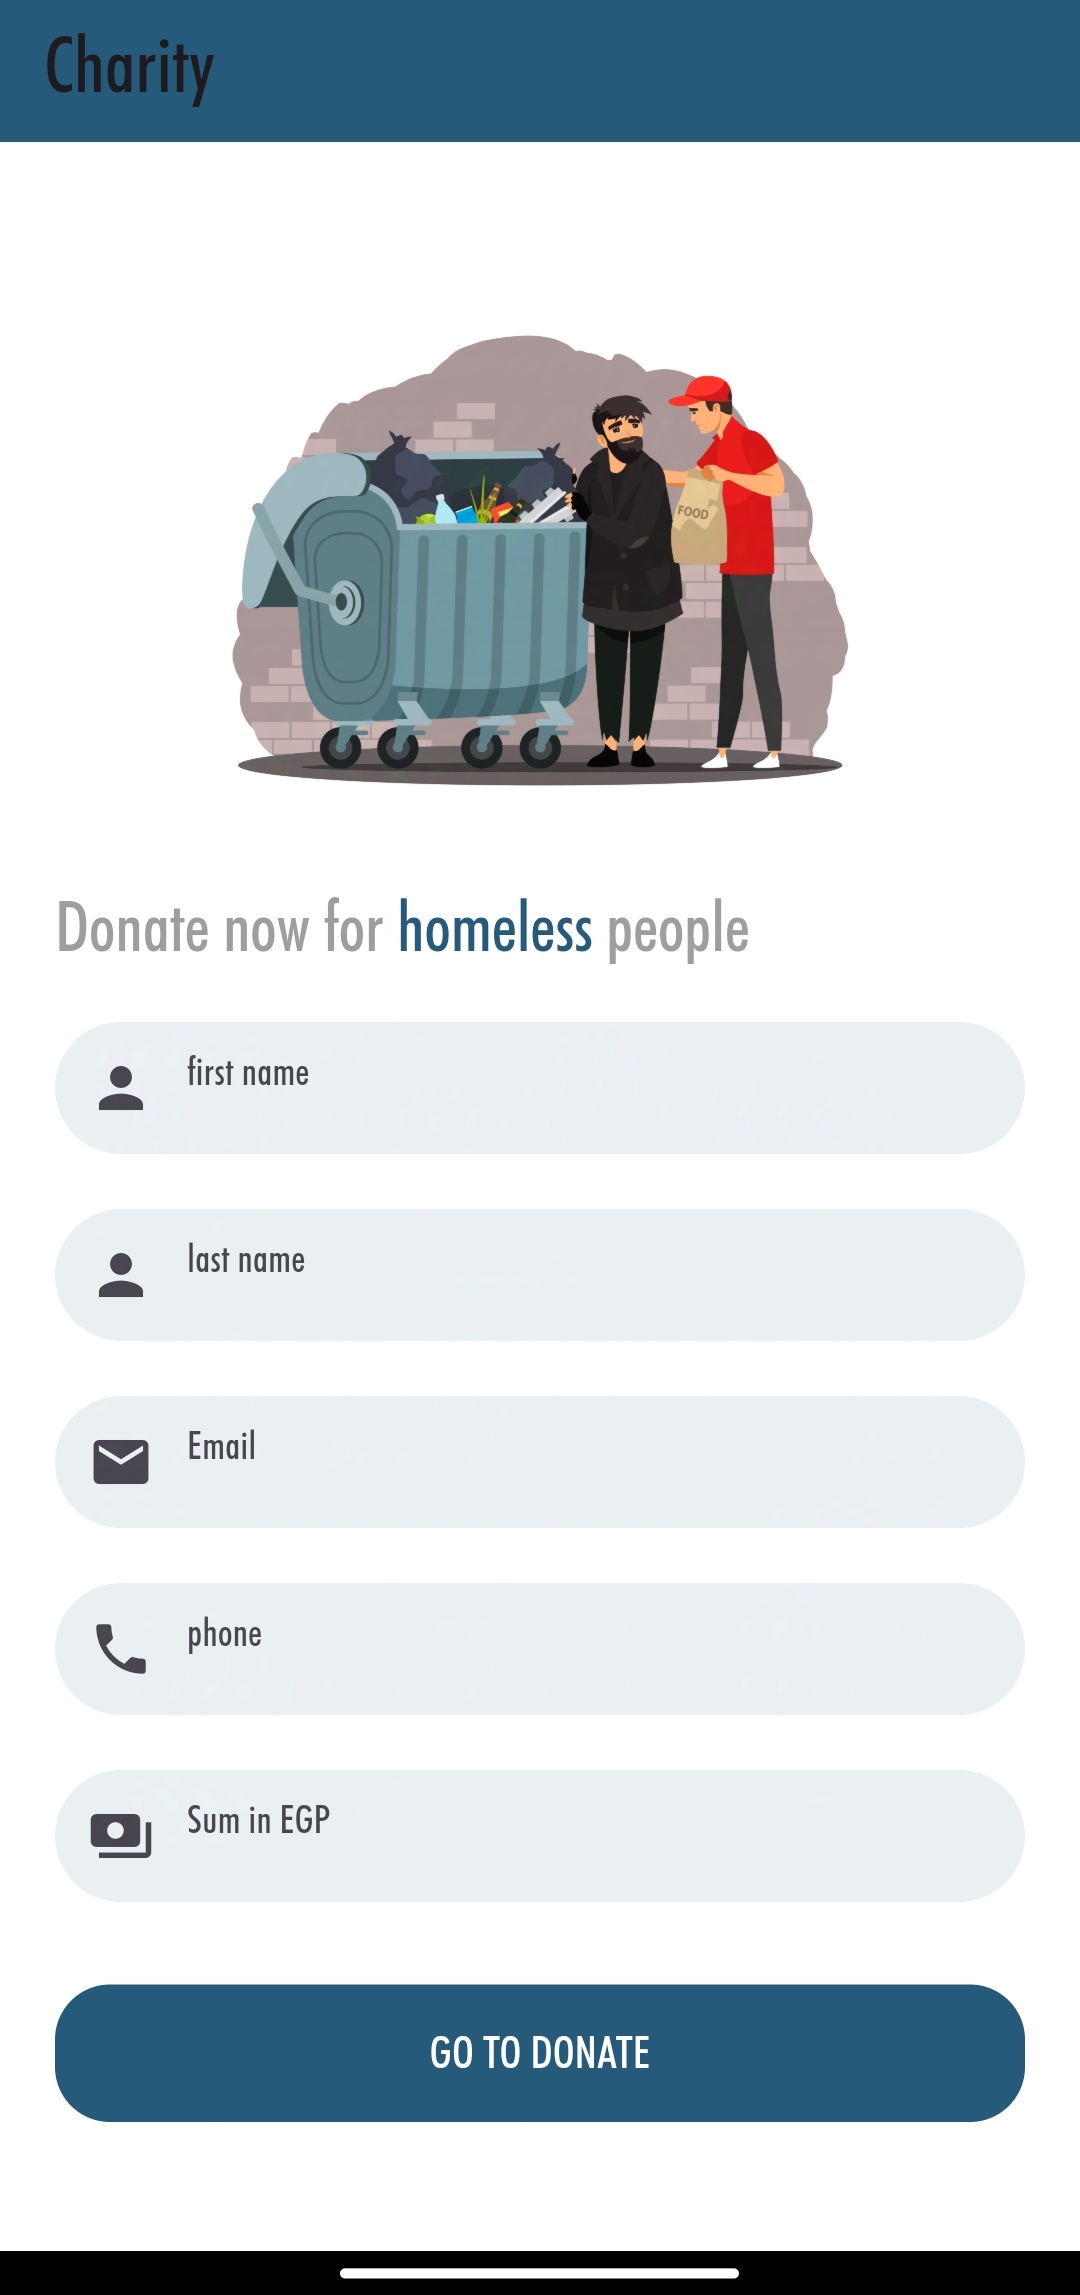 Charity
FOOD
Donate now for homeless people
first name
last name
Email
phone
Sum in EGP
GO TO DONATE